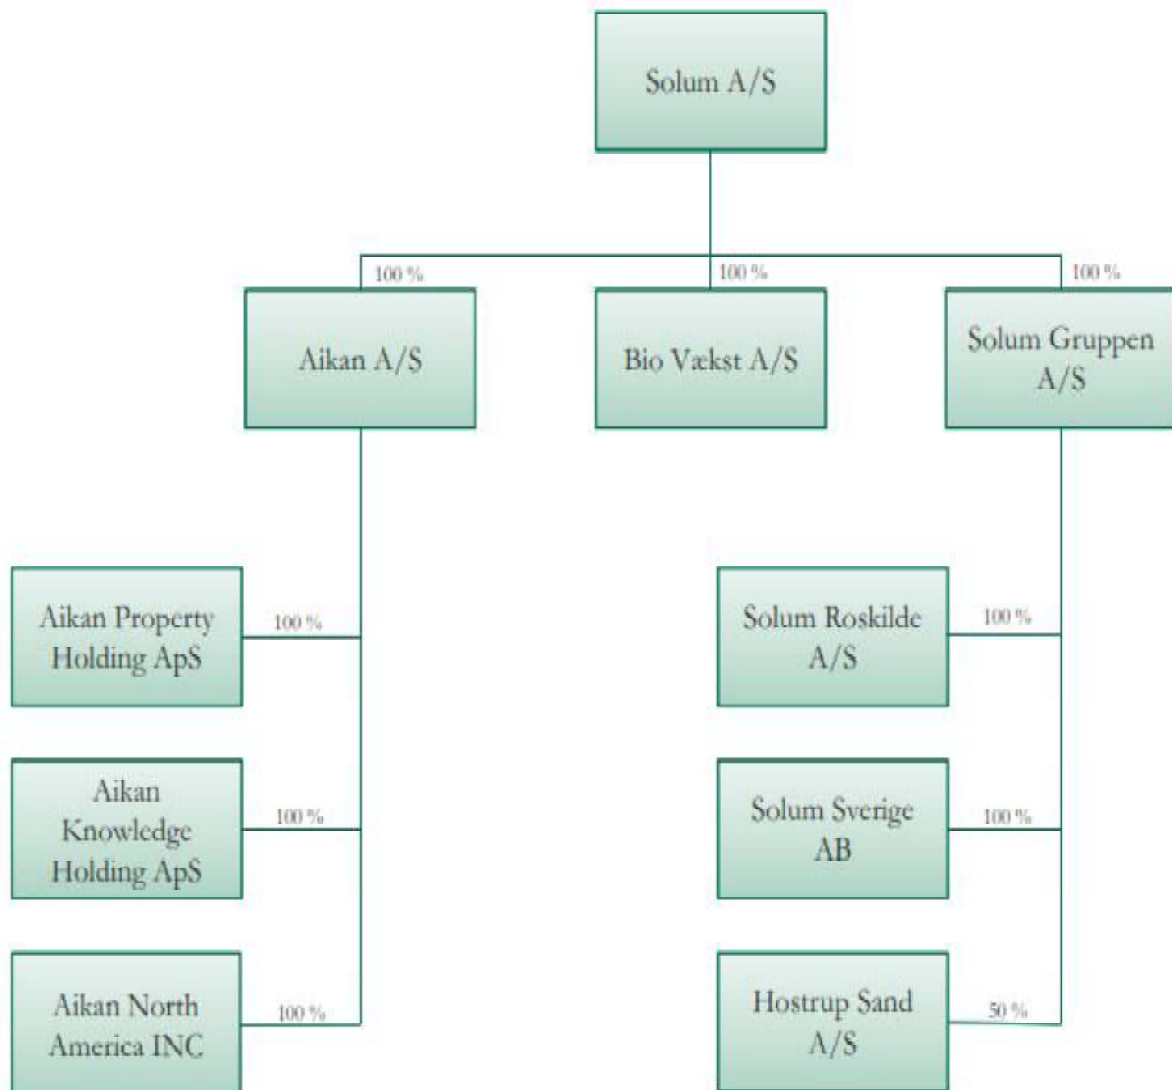 Solum A/S
100 %
100 %
100 %
Aikan A/S
Bio Vækst A/S
Solum Gruppen
A/S
Aikan Property
Holding ApS
100 %
Solum Roskilde
A/S
100 %
Aikan
Knowledge
Holding ApS
100 %
Solum Sverige
AB
100 %
Aikan North
America INC
100 %
Hostrup Sand
A/S
50 %